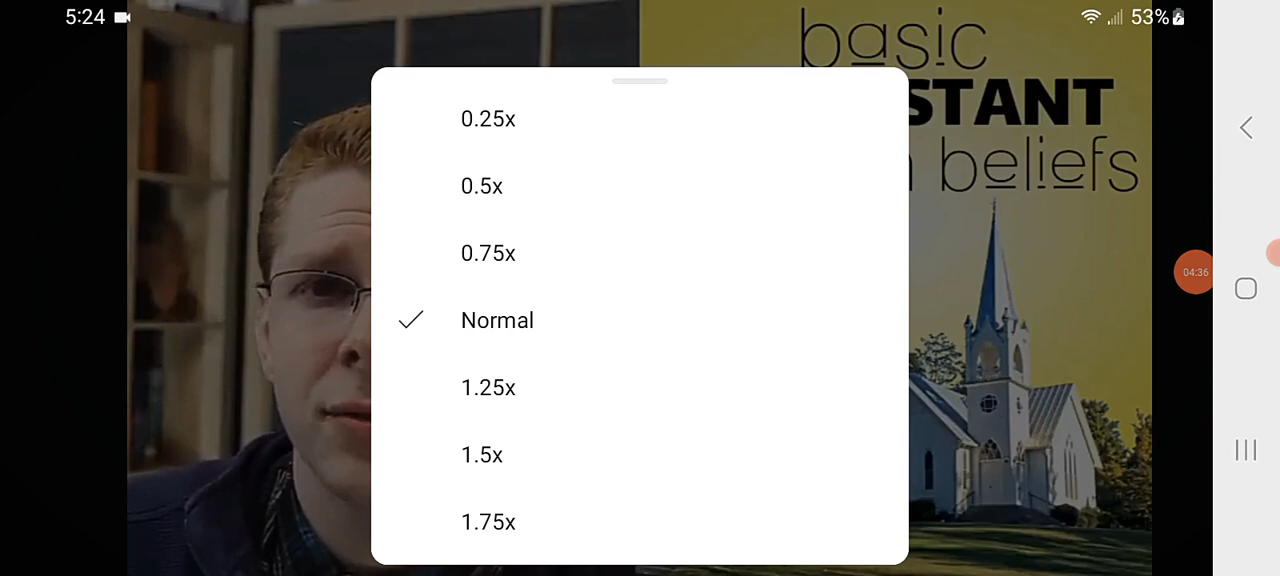 5:24
53%
basic
STANT
beliefs
0.25x
0.5x
0.75x
Normal
1.25x
1.5x
1.75x
04:36